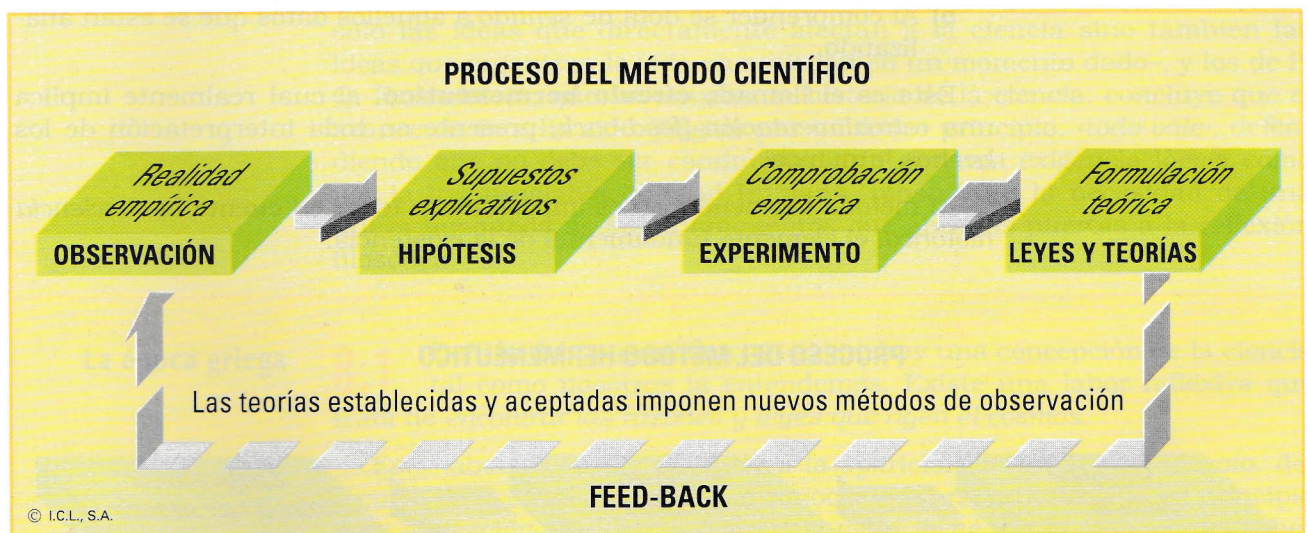 PROCESO DEL MÉTODO CIENTÍFICO
Realidad
empírica
OBSERVACIÓN
Supuestos
explicativos
HIPÓTESIS
Comprobación
empírica
EXPERIMENTO
Formulación
teórica
LEYES Y TEORÍAS
Las teorías establecidas y aceptadas imponen nuevos métodos de observación
FEED-BACK
© I.C.L., S.A.